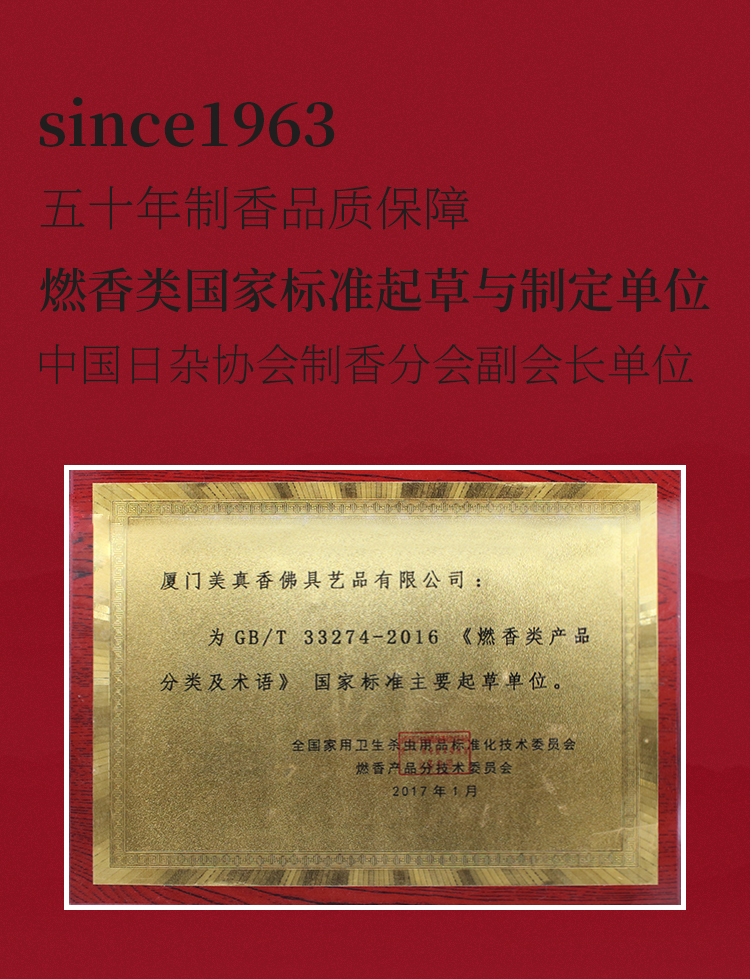 since1963
五十年制香品质保障
燃香类国家标准起草与制定单位
中国日杂协会制香分会副会长单位
厦门美真香佛具艺品有限公司：
为GB/T 33274-2016 《燃香类产品
分类及术语》 国家标准主要起草单位。
全国家用卫生杀虫用品标准化技术委员会
燃香产品分技术委员会
2017年1月